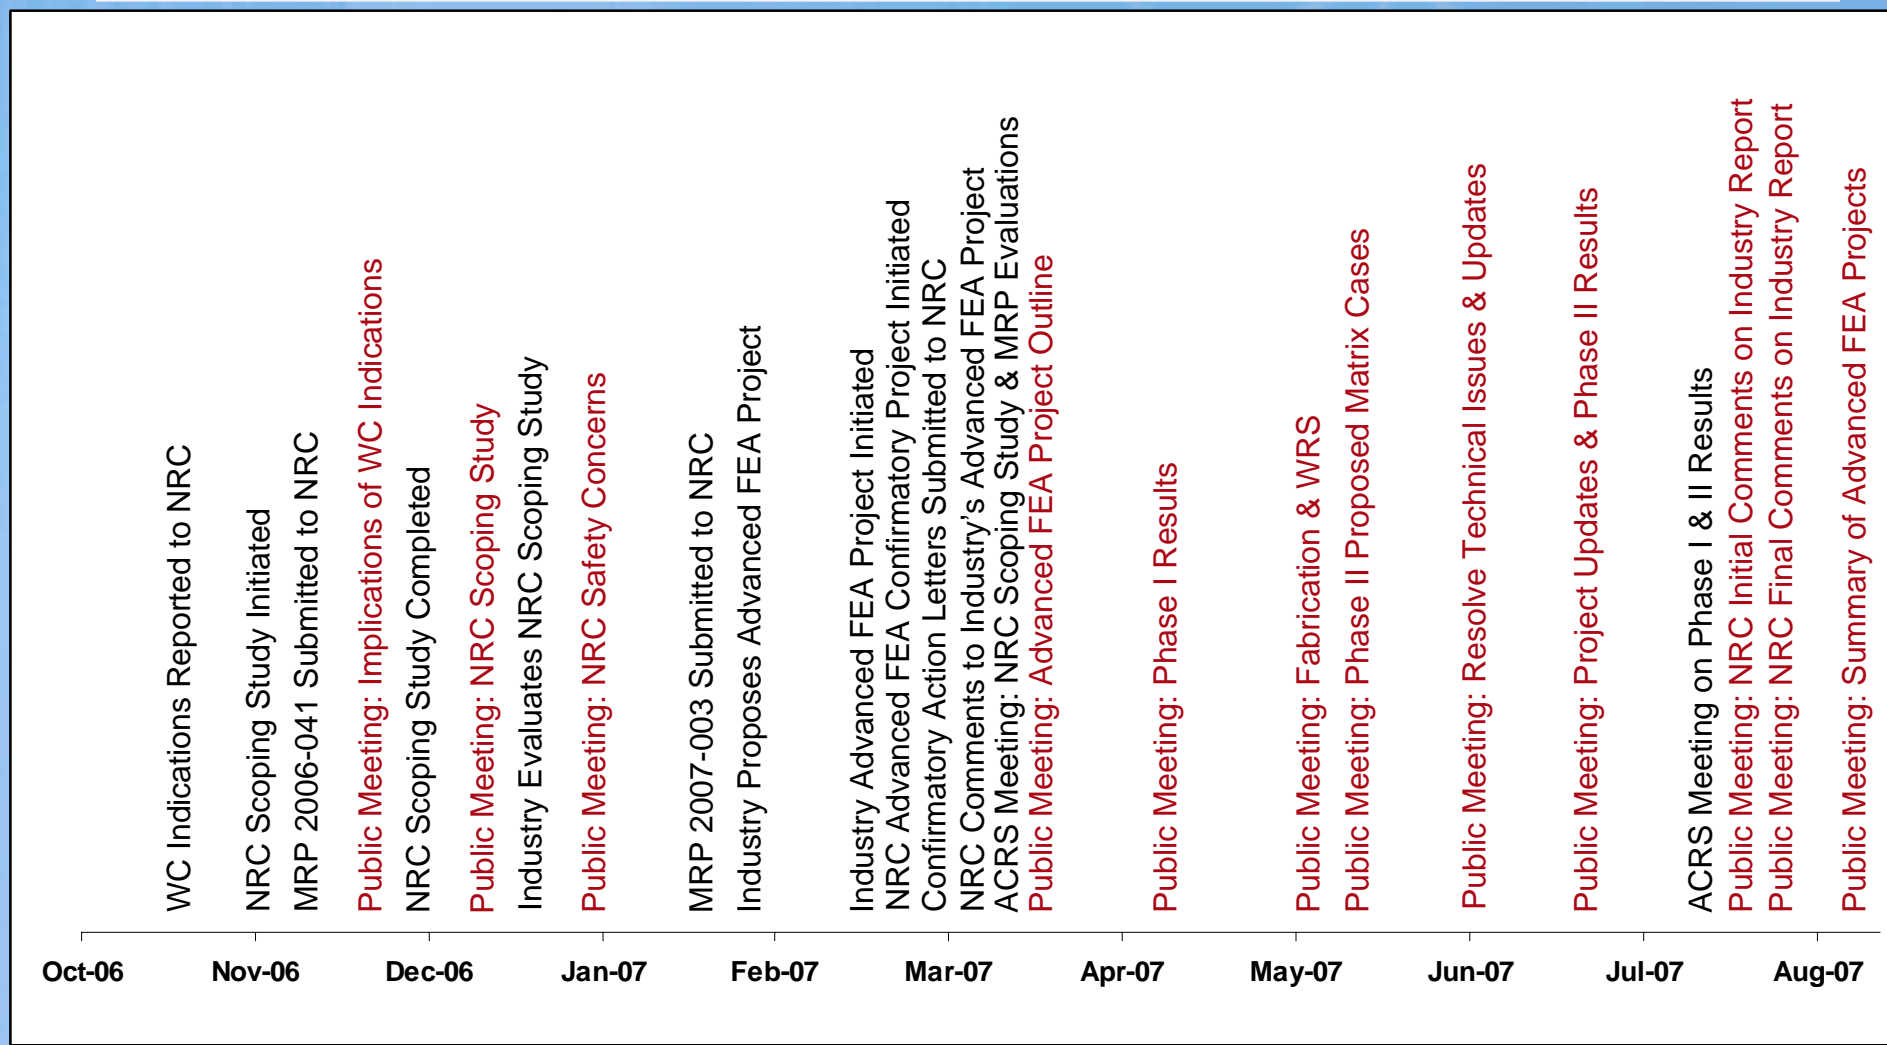 WC Indications Reported to NRC
NRC Scoping Study Initiated
MRP 2006-041 Submitted to NRC
Public Meeting: Implications of WC Indications
NRC Scoping Study Completed
Public Meeting: NRC Scoping Study
Industry Evaluates NRC Scoping Study
Public Meeting: NRC Safety Concerns
MRP 2007-003 Submitted to NRC
Industry Proposes Advanced FEA Project
Industry Advanced FEA Project Initiated
NRC Advanced FEA Confirmatory Project Initiated
Confirmatory Action Letters Submitted to NRC
NRC Comments to Industry's Advanced FEA Project
ACRS Meeting: NRC Scoping Study & MRP Evaluations
Public Meeting: Advanced FEA Project Outline
Public Meeting: Phase I Results
Public Meeting: Fabrication & WRS
Public Meeting: Phase II Proposed Matrix Cases
Public Meeting: Resolve Technical Issues & Updates
Public Meeting: Project Updates & Phase II Results
ACRS Meeting on Phase I & II Results
Public Meeting: NRC Initial Comments on Industry Report
Public Meeting: NRC Final Comments on Industry Report
Public Meeting: Summary of Advanced FEA Projects
Oct-06 Nov-06 Dec-06 Jan-07 Feb-07 Mar-07 Apr-07 May-07 Jun-07 Jul-07 Aug-07